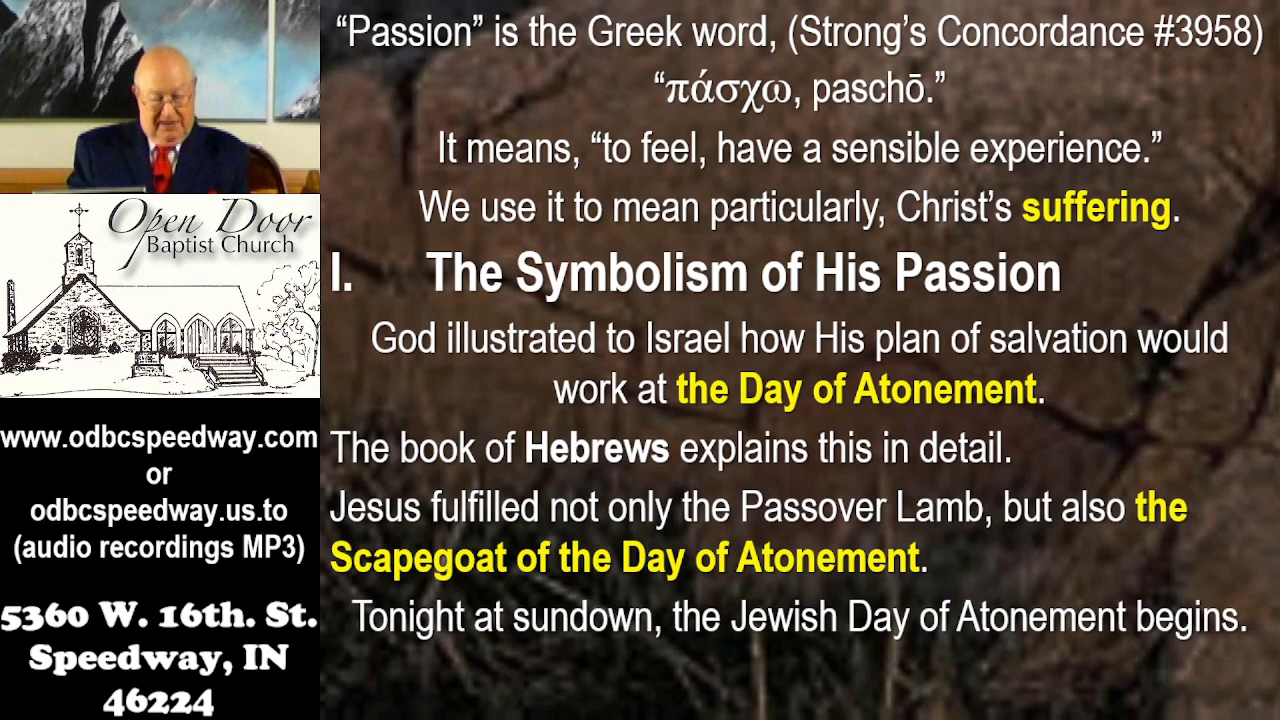 “Passion” is the Greek word, (Strong’s Concordance #3958)
“πάσχω, paschō.”
It means, “to feel, have a sensible experience.”
We use it to mean particularly, Christ’s suffering.
I. The Symbolism of His Passion
God illustrated to Israel how His plan of salvation would
work at the Day of Atonement.
The book of Hebrews explains this in detail.
Jesus fulfilled not only the Passover Lamb, but also the
Scapegoat of the Day of Atonement.
Tonight at sundown, the Jewish Day of Atonement begins.
Open Door
Baptist Church
www.odbcspeedway.com
or
odbcspeedway.us.to
(audio recordings MP3)
5360 W. 16th. St.
Speedway, IN
46224